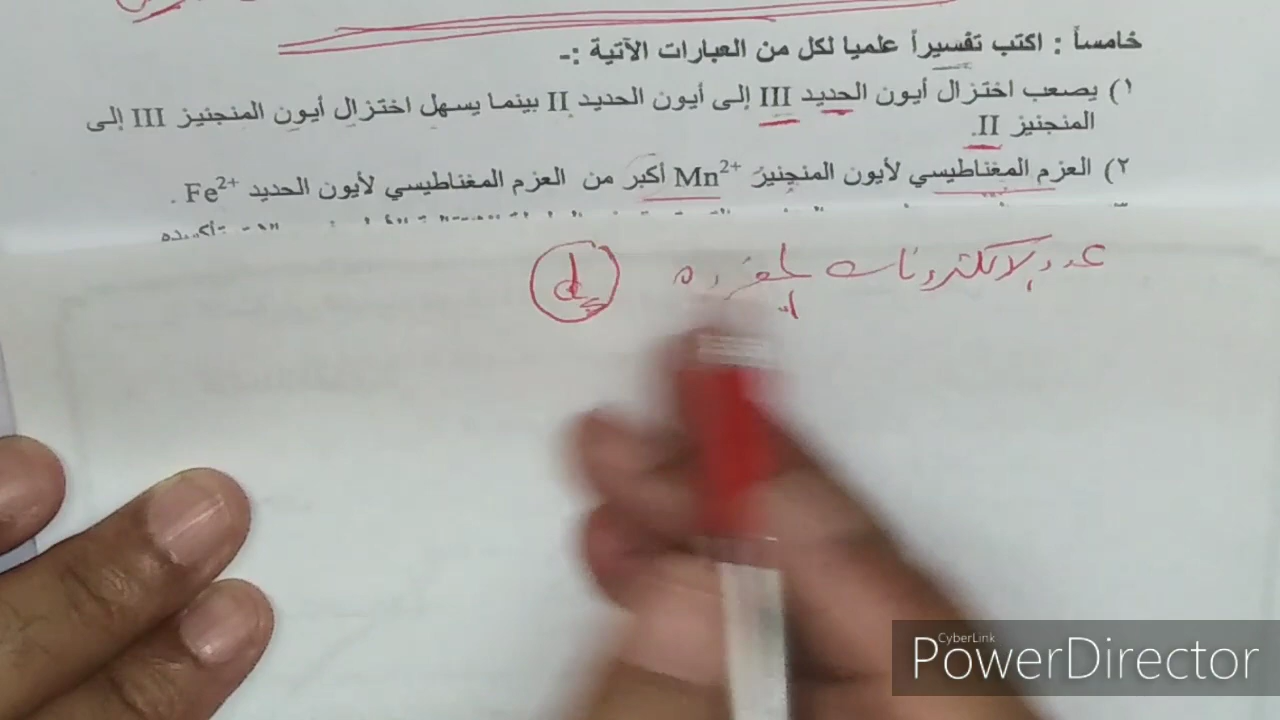 خامساً : اكتب تفسيراً علميا لكل من العبارات الآتية :-
١) يصعب اختزال أيون الحديد III إلى أيون الحديد II بينما يسهل اختزال أيون المنجنيز III إلى
المنجنيز II.
٢) العزم المغناطيسي لأيون المنجنيز Mn²⁺ أكبر من العزم المغناطيسي لأيون الحديد Fe²⁺ .
عدد الالكترونات المفرده d₅
CyberLink
PowerDirector